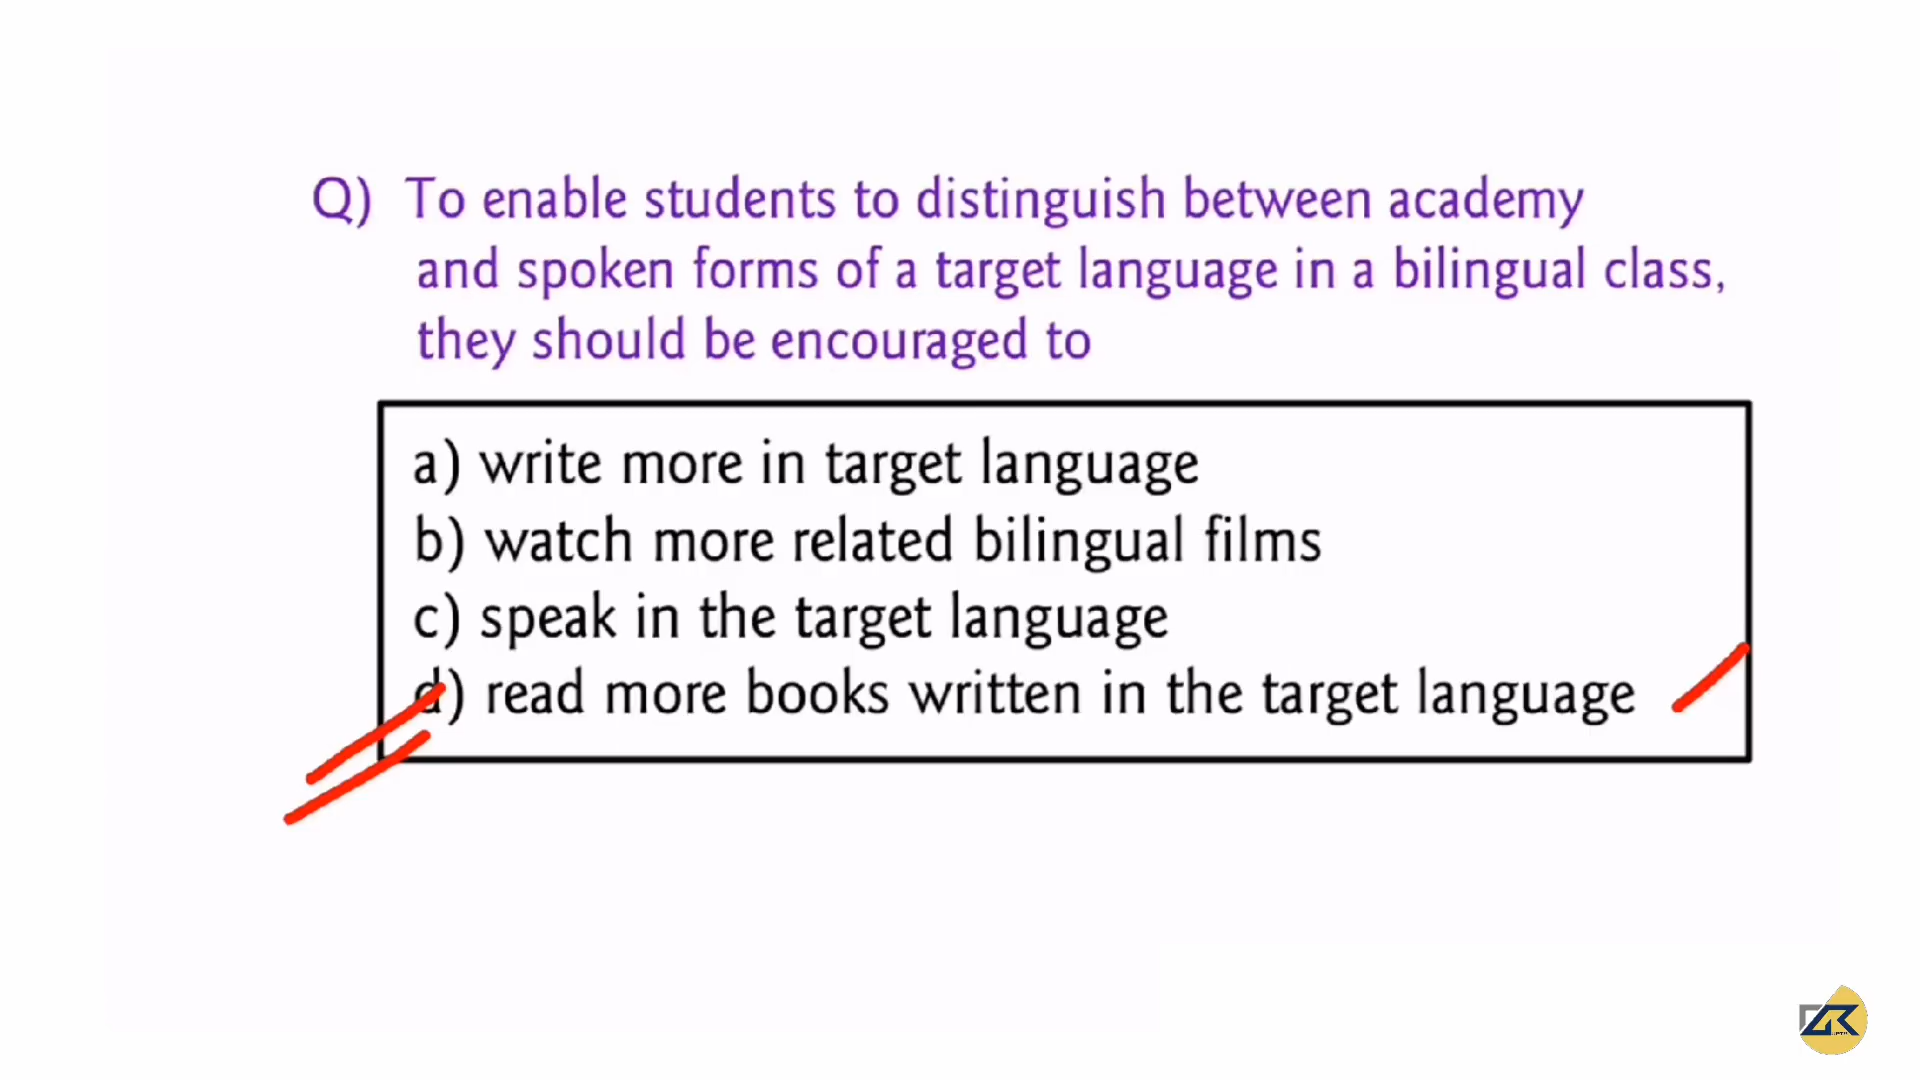 Q) To enable students to distinguish between academy
and spoken forms of a target language in a bilingual class,
they should be encouraged to
a) write more in target language
b) watch more related bilingual films
c) speak in the target language
d) read more books written in the target language